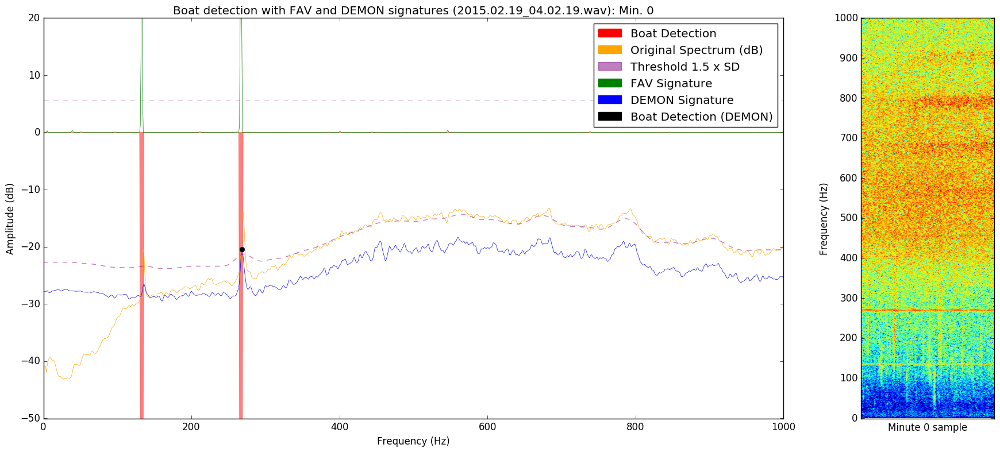 Boat detection with FAV and DEMON signatures (2015.02.19_04.02.19.wav): Min. 0
Boat Detection
Original Spectrum (dB)
Threshold 1.5 x SD
FAV Signature
DEMON Signature
Boat Detection (DEMON)
Amplitude (dB)
20
10
0
−10
−20
−30
−40
−50
0
200
400
600
800
1000
Frequency (Hz)
Frequency (Hz)
1000
900
800
700
600
500
400
300
200
100
0
Minute 0 sample